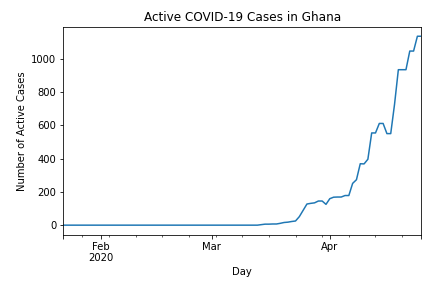 Active COVID-19 Cases in Ghana
Number of Active Cases
1000
800
600
400
200
0
Feb Mar Apr
2020
Day